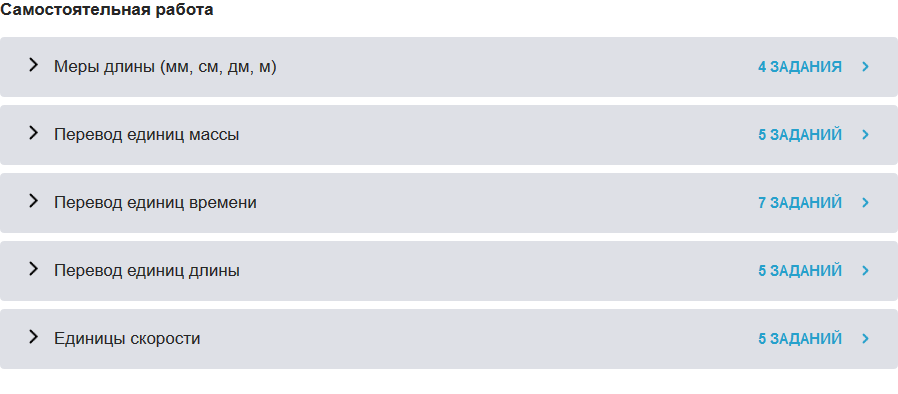 Самостоятельная работа
Меры длины (мм, см, дм, м) 4 ЗАДАНИЯ
Перевод единиц массы 5 ЗАДАНИЙ
Перевод единиц времени 7 ЗАДАНИЙ
Перевод единиц длины 5 ЗАДАНИЙ
Единицы скорости 5 ЗАДАНИЙ